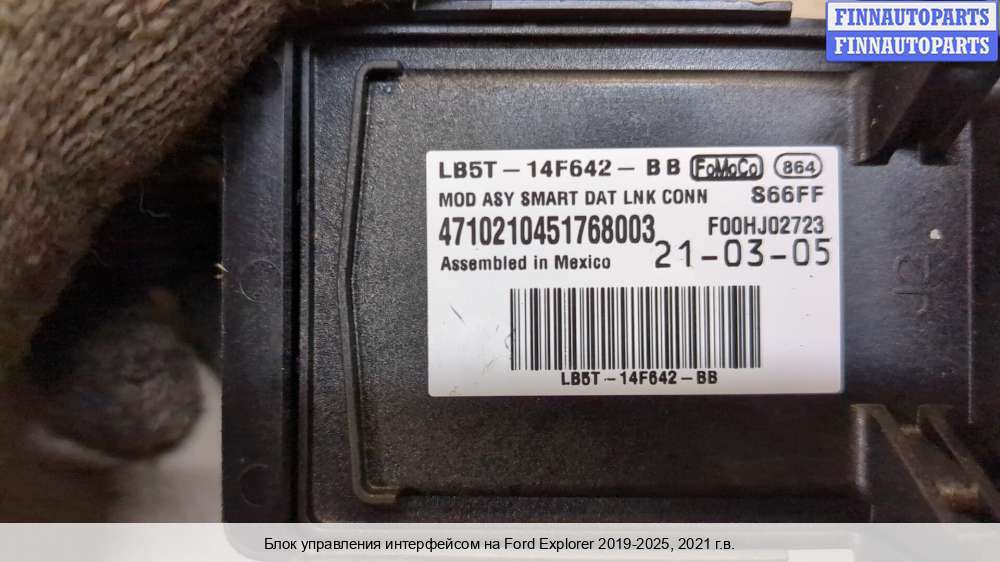 FINNAUTOPARTS
FINNAUTOPARTS
LB5T-14F642-BB FoMoCo 864
MOD ASY SMART DAT LNK CONN S66FF
4710210451768003 F00HJ02723
Assembled in Mexico 21-03-05
LB5T-14F642-BB
J2
Блок управления интерфейсом на Ford Explorer 2019-2025, 2021 г.в.